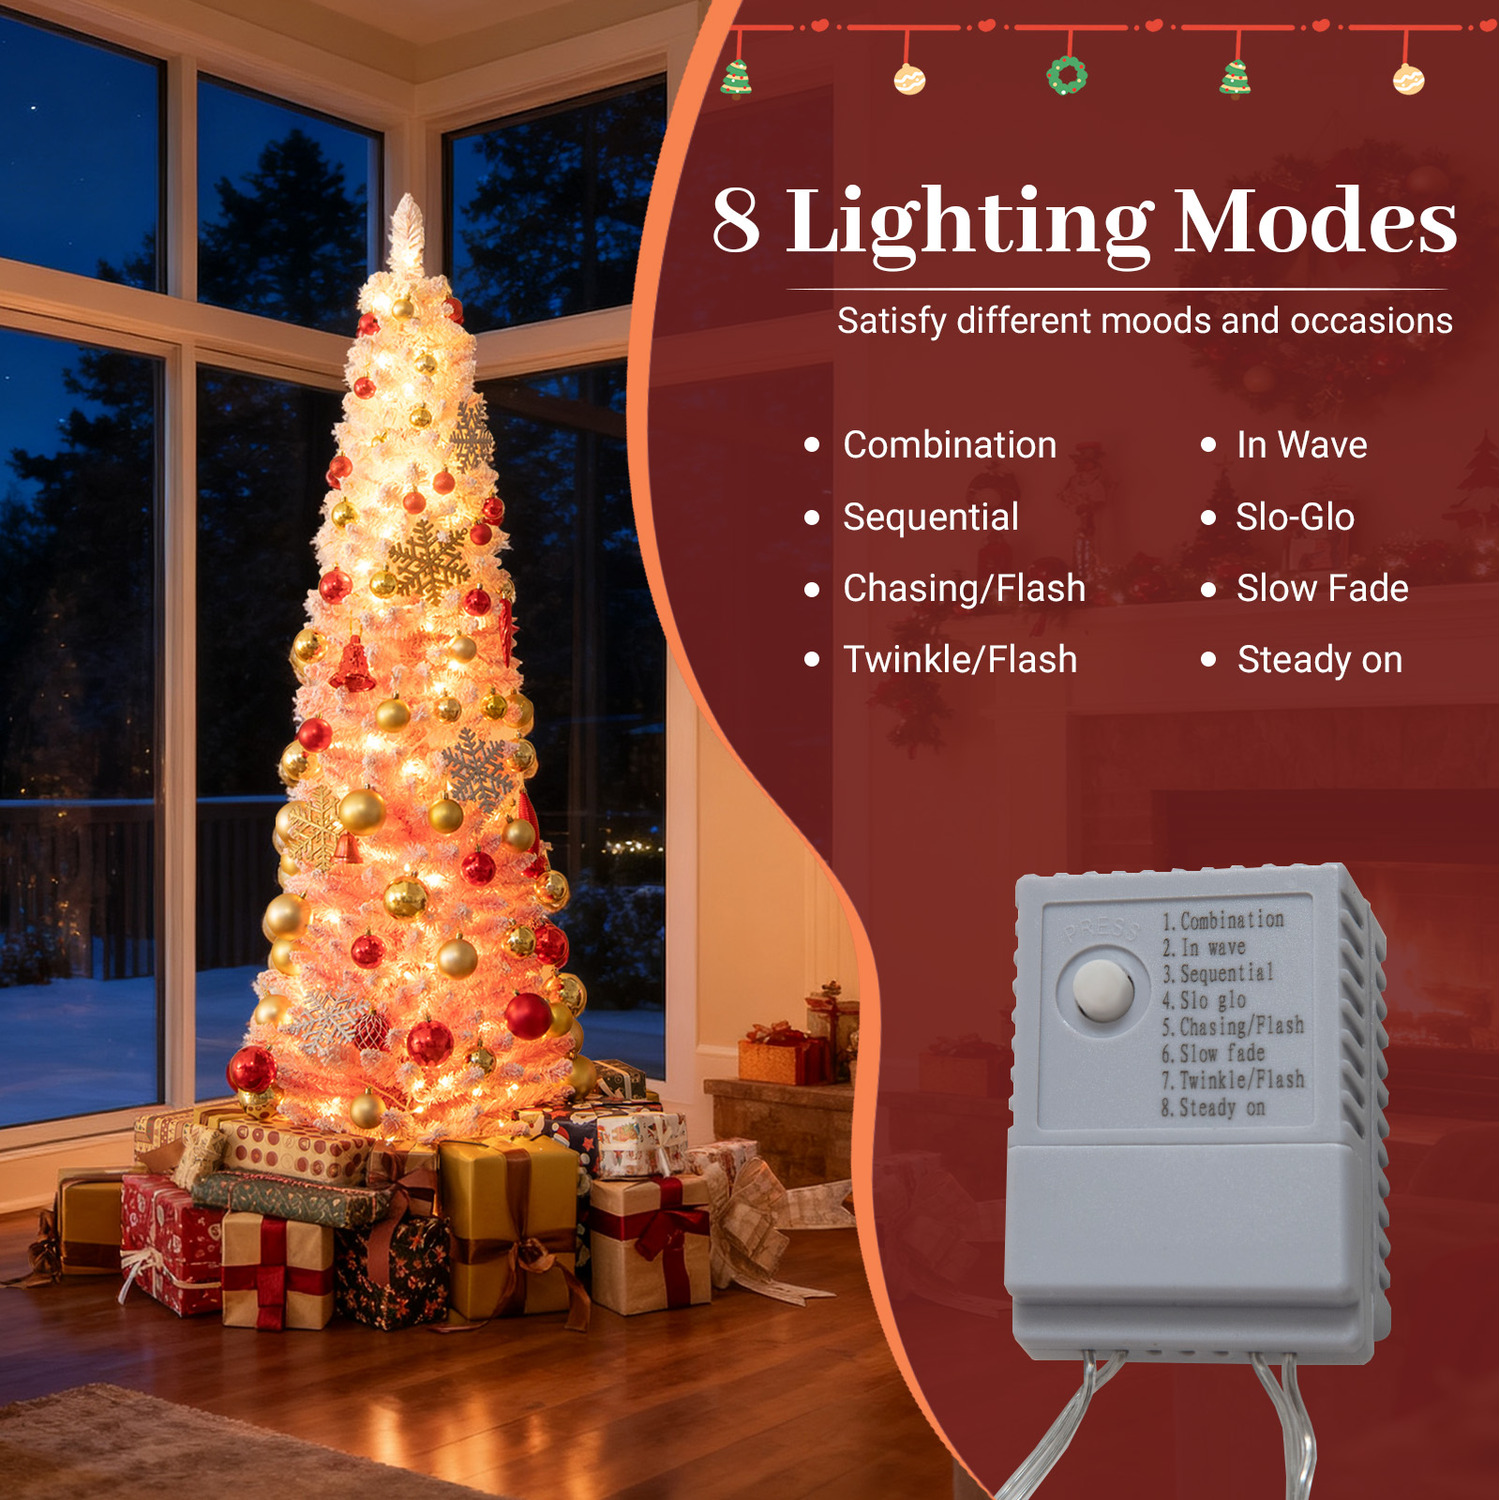 8 Lighting Modes
Satisfy different moods and occasions
Combination
Sequential
Chasing/Flash
Twinkle/Flash
In Wave
Slo-Glo
Slow Fade
Steady on
PRESS
1. Combination
2. In wave
3. Sequential
4. Slo glo
5. Chasing/Flash
6. Slow fade
7. Twinkle/Flash
8. Steady on